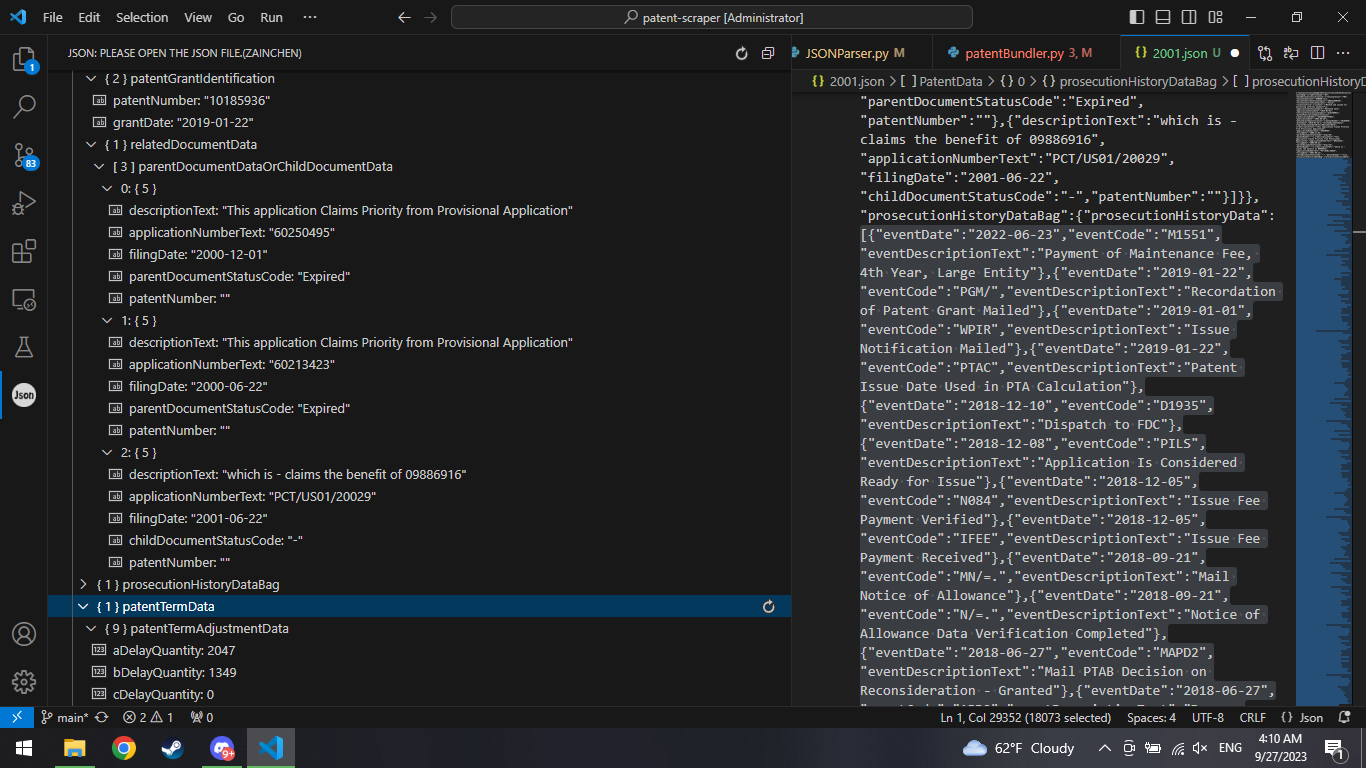 File Edit Selection View Go Run ··· patent-scraper [Administrator]
JSON: PLEASE OPEN THE JSON FILE.(ZAINCHEN)
{ 2 } patentGrantIdentification
patentNumber: "10185936"
grantDate: "2019-01-22"
{ 1 } relatedDocumentData
[ 3 ] parentDocumentDataOrChildDocumentData
0: { 5 }
descriptionText: "This application Claims Priority from Provisional Application"
applicationNumberText: "60250495"
filingDate: "2000-12-01"
parentDocumentStatusCode: "Expired"
patentNumber: ""
1: { 5 }
descriptionText: "This application Claims Priority from Provisional Application"
applicationNumberText: "60213423"
filingDate: "2000-06-22"
parentDocumentStatusCode: "Expired"
patentNumber: ""
2: { 5 }
descriptionText: "which is - claims the benefit of 09886916"
applicationNumberText: "PCT/US01/20029"
filingDate: "2001-06-22"
childDocumentStatusCode: "-"
patentNumber: ""
{ 1 } prosecutionHistoryDataBag
{ 1 } patentTermData
{ 9 } patentTermAdjustmentData
aDelayQuantity: 2047
bDelayQuantity: 1349
cDelayQuantity: 0
1
83
Json
JSONParser.py M patentBundler.py 3, M {} 2001.json U
{} 2001.json > [ ] PatentData > {} 0 > {} prosecutionHistoryDataBag > [ ] prosecutionHistoryD
"parentDocumentStatusCode":"Expired",
"patentNumber":""},{"descriptionText":"which is -
claims the benefit of 09886916",
"applicationNumberText":"PCT/US01/20029",
"filingDate":"2001-06-22",
"childDocumentStatusCode":"-","patentNumber":""}]}},
"prosecutionHistoryDataBag":{"prosecutionHistoryData":
[{"eventDate":"2022-06-23","eventCode":"M1551",
"eventDescriptionText":"Payment of Maintenance Fee,
4th Year, Large Entity"},{"eventDate":"2019-01-22",
"eventCode":"PGM/","eventDescriptionText":"Recordation
of Patent Grant Mailed"},{"eventDate":"2019-01-01",
"eventCode":"WPIR","eventDescriptionText":"Issue
Notification Mailed"},{"eventDate":"2019-01-22",
"eventCode":"PTAC","eventDescriptionText":"Patent
Issue Date Used in PTA Calculation"},
{"eventDate":"2018-12-10","eventCode":"D1935",
"eventDescriptionText":"Dispatch to FDC"},
{"eventDate":"2018-12-08","eventCode":"PILS",
"eventDescriptionText":"Application Is Considered
Ready for Issue"},{"eventDate":"2018-12-05",
"eventCode":"N084","eventDescriptionText":"Issue Fee
Payment Verified"},{"eventDate":"2018-12-05",
"eventCode":"IFEE","eventDescriptionText":"Issue Fee
Payment Received"},{"eventDate":"2018-09-21",
"eventCode":"MN/=.","eventDescriptionText":"Mail
Notice of Allowance"},{"eventDate":"2018-09-21",
"eventCode":"N/=.","eventDescriptionText":"Notice of
Allowance Data Verification Completed"},
{"eventDate":"2018-06-27","eventCode":"MAPD2",
"eventDescriptionText":"Mail PTAB Decision on
Reconsideration - Granted"},{"eventDate":"2018-06-27",
main* 2 1 0 Ln 1, Col 29352 (18073 selected) Spaces: 4 UTF-8 CRLF {} Json
9+ 62°F Cloudy ENG 4:10 AM
9/27/2023 1